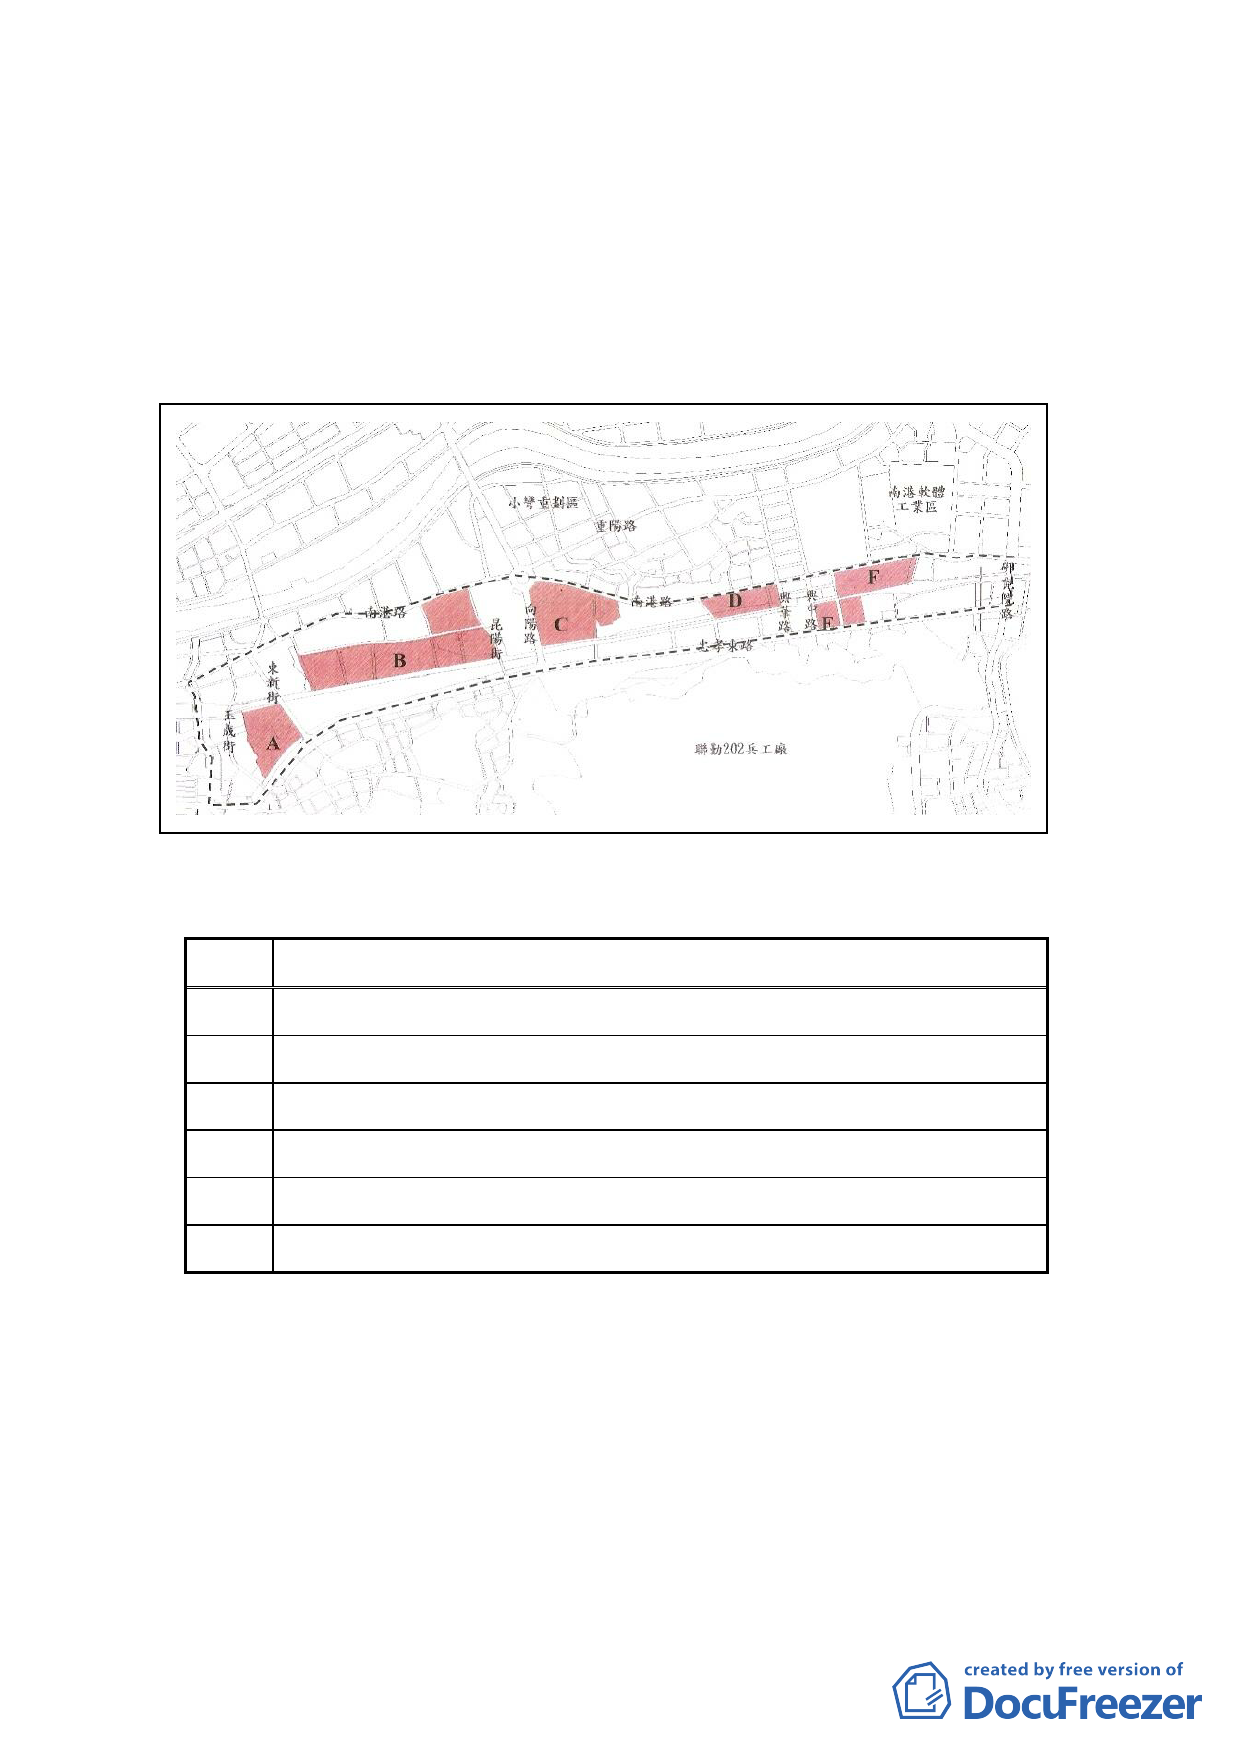 小彎重劃區
重陽路
南港軟體
工業區
南港路
向陽路
昆陽街
南港路
興華路
興中路
研究院路
忠孝東路
東新街
玉成街
聯勤202兵工廠
A
B
C
D
E
F
created by free version of
DocuFreezer